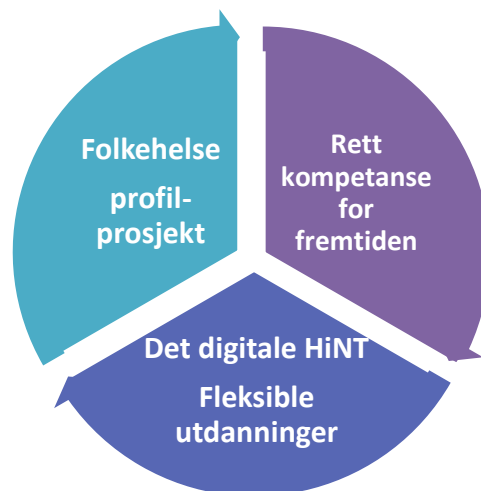 Folkehelse
profil-
prosjekt
Rett
kompetanse
for
fremtiden
Det digitale HiNT
Fleksible
utdanninger